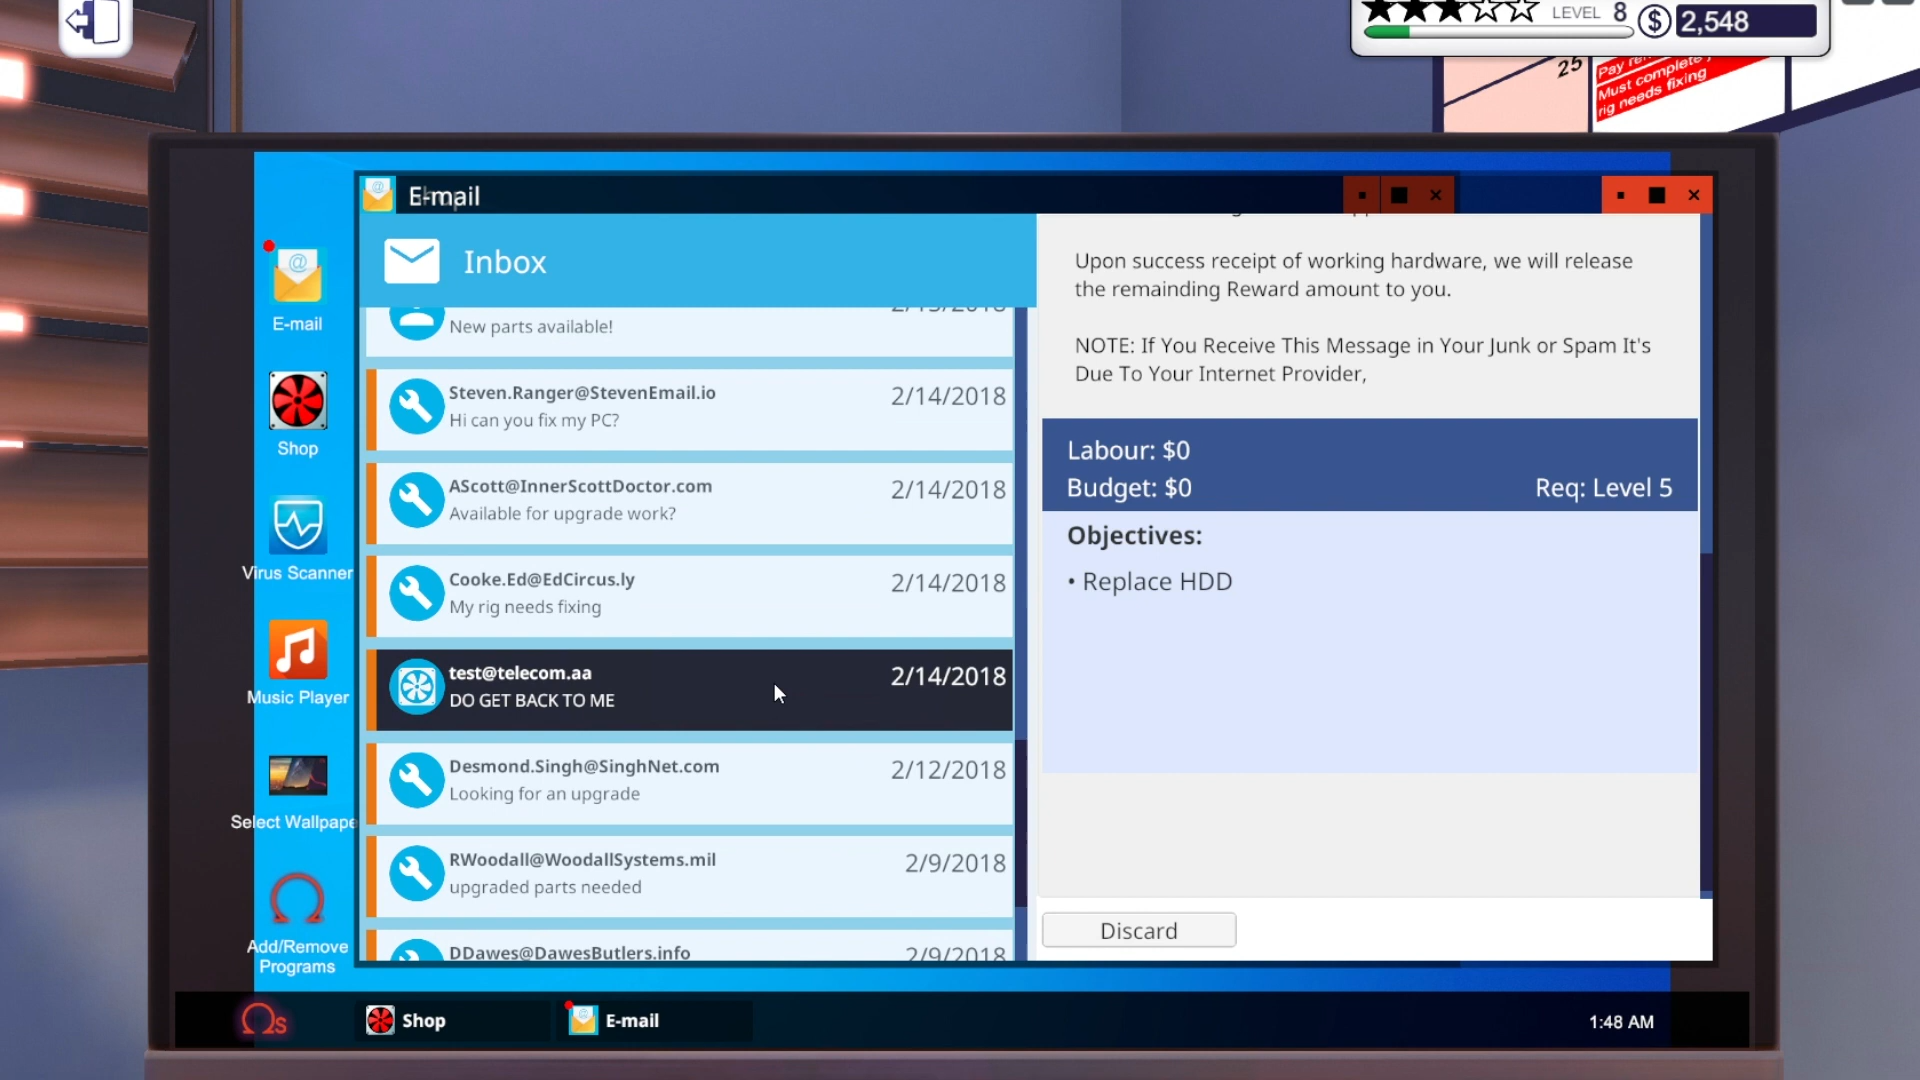 LEVEL 8
2,548
25
Must complete
rig needs fixing
E-mail
Inbox
New parts available!
Steven.Ranger@StevenEmail.io
2/14/2018
Hi can you fix my PC?
AScott@InnerScottDoctor.com
2/14/2018
Available for upgrade work?
Cooke.Ed@EdCircus.ly
2/14/2018
My rig needs fixing
test@telecom.aa
2/14/2018
DO GET BACK TO ME
Desmond.Singh@SinghNet.com
2/12/2018
Looking for an upgrade
RWoodall@WoodallSystems.mil
2/9/2018
upgraded parts needed
DDawes@DawesButlers.info
2/9/2018
Upon success receipt of working hardware, we will release
the remainding Reward amount to you.
NOTE: If You Receive This Message in Your Junk or Spam It's
Due To Your Internet Provider,
Labour: $0
Budget: $0
Req: Level 5
Objectives:
• Replace HDD
Discard
E-mail
Shop
Virus Scanner
Music Player
Select Wallpape
Add/Remove
Programs
Ωs
Shop
E-mail
1:48 AM